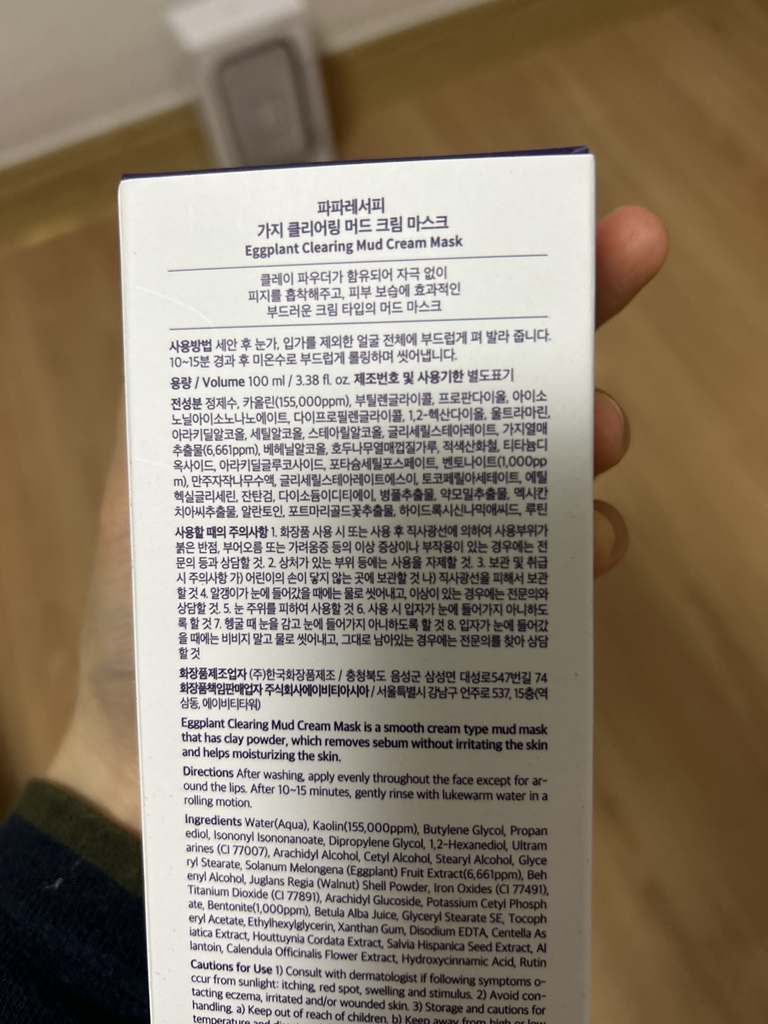 파파레서피
가지 클리어링 머드 크림 마스크
Eggplant Clearing Mud Cream Mask
클레이 파우더가 함유되어 자극 없이
피지를 흡착해주고, 피부 보습에 효과적인
부드러운 크림 타입의 머드 마스크
사용방법 세안 후 눈가, 입가를 제외한 얼굴 전체에 부드럽게 펴 발라 줍니다.
10~15분 경과 후 미온수로 부드럽게 롤링하며 씻어냅니다.
용량 / Volume 100 ml / 3.38 fl. oz. 제조번호 및 사용기한 별도표기
전성분 정제수, 카올린(155,000ppm), 부틸렌글라이콜, 프로판다이올, 아이소
노닐아이소노나노에이트, 다이프로필렌글라이콜, 1,2-헥산다이올, 울트라마린,
아라키딜알코올, 세틸알코올, 스테아릴알코올, 글리세릴스테아레이트, 가지열매
추출물(6,661ppm), 베헤닐알코올, 호두나무열매껍질가루, 적색산화철, 티타늄디
옥사이드, 아라키딜글루코사이드, 포타슘세틸포스페이트, 벤토나이트(1,000pp
m), 만주자작나무수액, 글리세릴스테아레이트에스이, 토코페릴아세테이트, 에틸
헥실글리세린, 잔탄검, 다이소듐이디티에이, 병풀추출물, 약모밀추출물, 멕시칸
치아씨추출물, 알란토인, 포트마리골드꽃추출물, 하이드록시신나믹애씨드, 루틴
사용할 때의 주의사항 1. 화장품 사용 시 또는 사용 후 직사광선에 의하여 사용부위가
붉은 반점, 부어오름 또는 가려움증 등의 이상 증상이나 부작용이 있는 경우에는 전
문의 등과 상담할 것. 2. 상처가 있는 부위 등에는 사용을 자제할 것. 3. 보관 및 취급
시 주의사항 가) 어린이의 손이 닿지 않는 곳에 보관할 것 나) 직사광선을 피해서 보관
할 것 4. 알갱이가 눈에 들어갔을 때에는 물로 씻어내고, 이상이 있는 경우에는 전문의와
상담할 것. 5. 눈 주위를 피하여 사용할 것 6. 사용 시 입자가 눈에 들어가지 아니하도
록 할 것 7. 헹굴 때 눈을 감고 눈에 들어가지 아니하도록 할 것 8. 입자가 눈에 들어갔
을 때에는 비비지 말고 물로 씻어내고, 그대로 남아있는 경우에는 전문의를 찾아 상담
할 것
화장품제조업자 (주)한국화장품제조 / 충청북도 음성군 삼성면 대성로547번길 74
화장품책임판매업자 주식회사에이비티아시아 / 서울특별시 강남구 언주로 537, 15층(역
삼동, 에이비티타워)
Eggplant Clearing Mud Cream Mask is a smooth cream type mud mask
that has clay powder, which removes sebum without irritating the skin
and helps moisturizing the skin.
Directions After washing, apply evenly throughout the face except for ar-
ound the lips. After 10~15 minutes, gently rinse with lukewarm water in a
rolling motion.
Ingredients Water(Aqua), Kaolin(155,000ppm), Butylene Glycol, Propan
ediol, Isononyl Isononanoate, Dipropylene Glycol, 1,2-Hexanediol, Ultram
arines (CI 77007), Arachidyl Alcohol, Cetyl Alcohol, Stearyl Alcohol, Glyce
ryl Stearate, Solanum Melongena (Eggplant) Fruit Extract(6,661ppm), Beh
enyl Alcohol, Juglans Regia (Walnut) Shell Powder, Iron Oxides (CI 77491),
Titanium Dioxide (CI 77891), Arachidyl Glucoside, Potassium Cetyl Phosph
ate, Bentonite(1,000ppm), Betula Alba Juice, Glyceryl Stearate SE, Tocoph
eryl Acetate, Ethylhexylglycerin, Xanthan Gum, Disodium EDTA, Centella As
iatica Extract, Houttuynia Cordata Extract, Salvia Hispanica Seed Extract, Al
lantoin, Calendula Officinalis Flower Extract, Hydroxycinnamic Acid, Rutin
Cautions for Use 1) Consult with dermatologist if following symptoms o-
ccur from sunlight: itching, red spot, swelling and stimulus. 2) Avoid con-
tacting eczema, irritated and/or wounded skin. 3) Storage and cautions for
handling. a) Keep out of reach of children. b) Keep away from high or low
temperature and